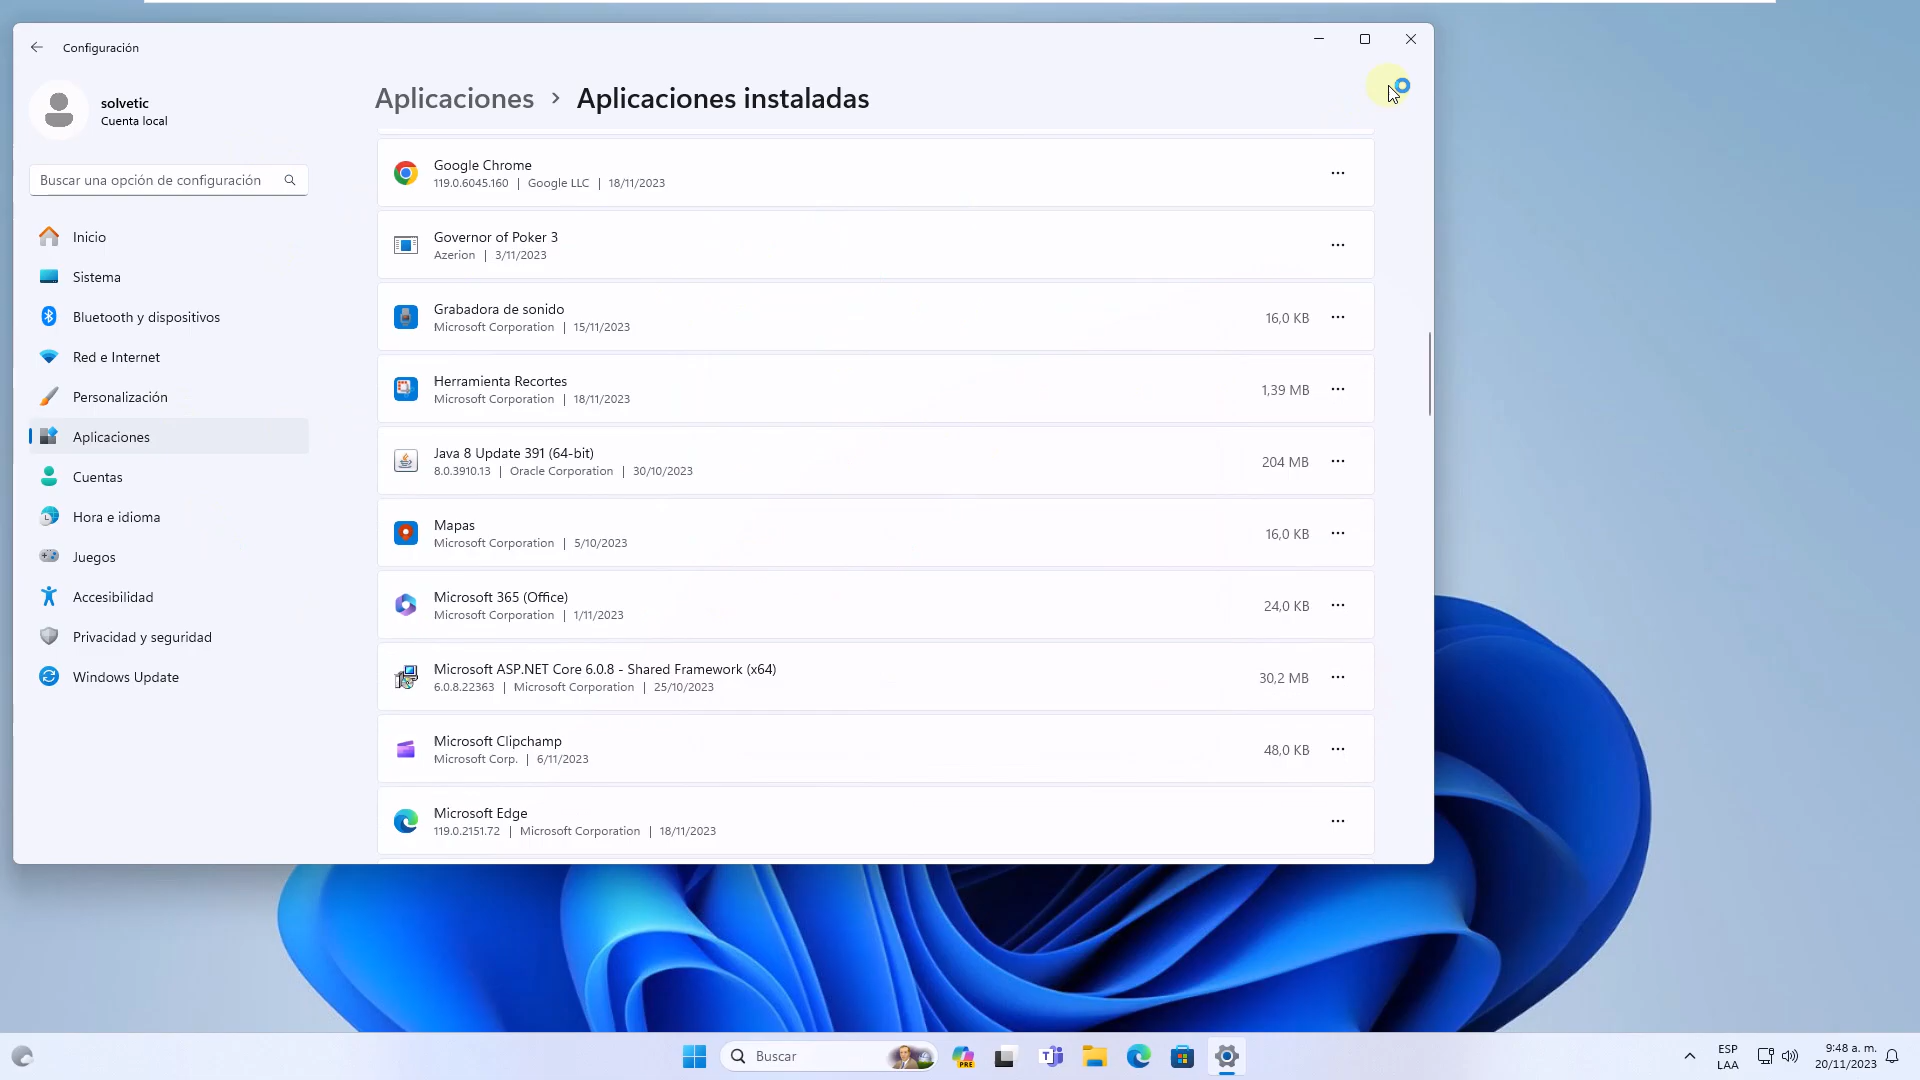 Configuración
solvetic
Cuenta local
Buscar una opción de configuración
Inicio
Sistema
Bluetooth y dispositivos
Red e Internet
Personalización
Aplicaciones
Cuentas
Hora e idioma
Juegos
Accesibilidad
Privacidad y seguridad
Windows Update
Aplicaciones > Aplicaciones instaladas
Google Chrome
119.0.6045.160 | Google LLC | 18/11/2023
Governor of Poker 3
Azerion | 3/11/2023
Grabadora de sonido
Microsoft Corporation | 15/11/2023
16,0 KB
Herramienta Recortes
Microsoft Corporation | 18/11/2023
1,39 MB
Java 8 Update 391 (64-bit)
8.0.3910.13 | Oracle Corporation | 30/10/2023
204 MB
Mapas
Microsoft Corporation | 5/10/2023
16,0 KB
Microsoft 365 (Office)
Microsoft Corporation | 1/11/2023
24,0 KB
Microsoft ASP.NET Core 6.0.8 - Shared Framework (x64)
6.0.8.22363 | Microsoft Corporation | 25/10/2023
30,2 MB
Microsoft Clipchamp
Microsoft Corp. | 6/11/2023
48,0 KB
Microsoft Edge
119.0.2151.72 | Microsoft Corporation | 18/11/2023
Buscar
PRE
ESP
LAA
9:48 a. m.
20/11/2023